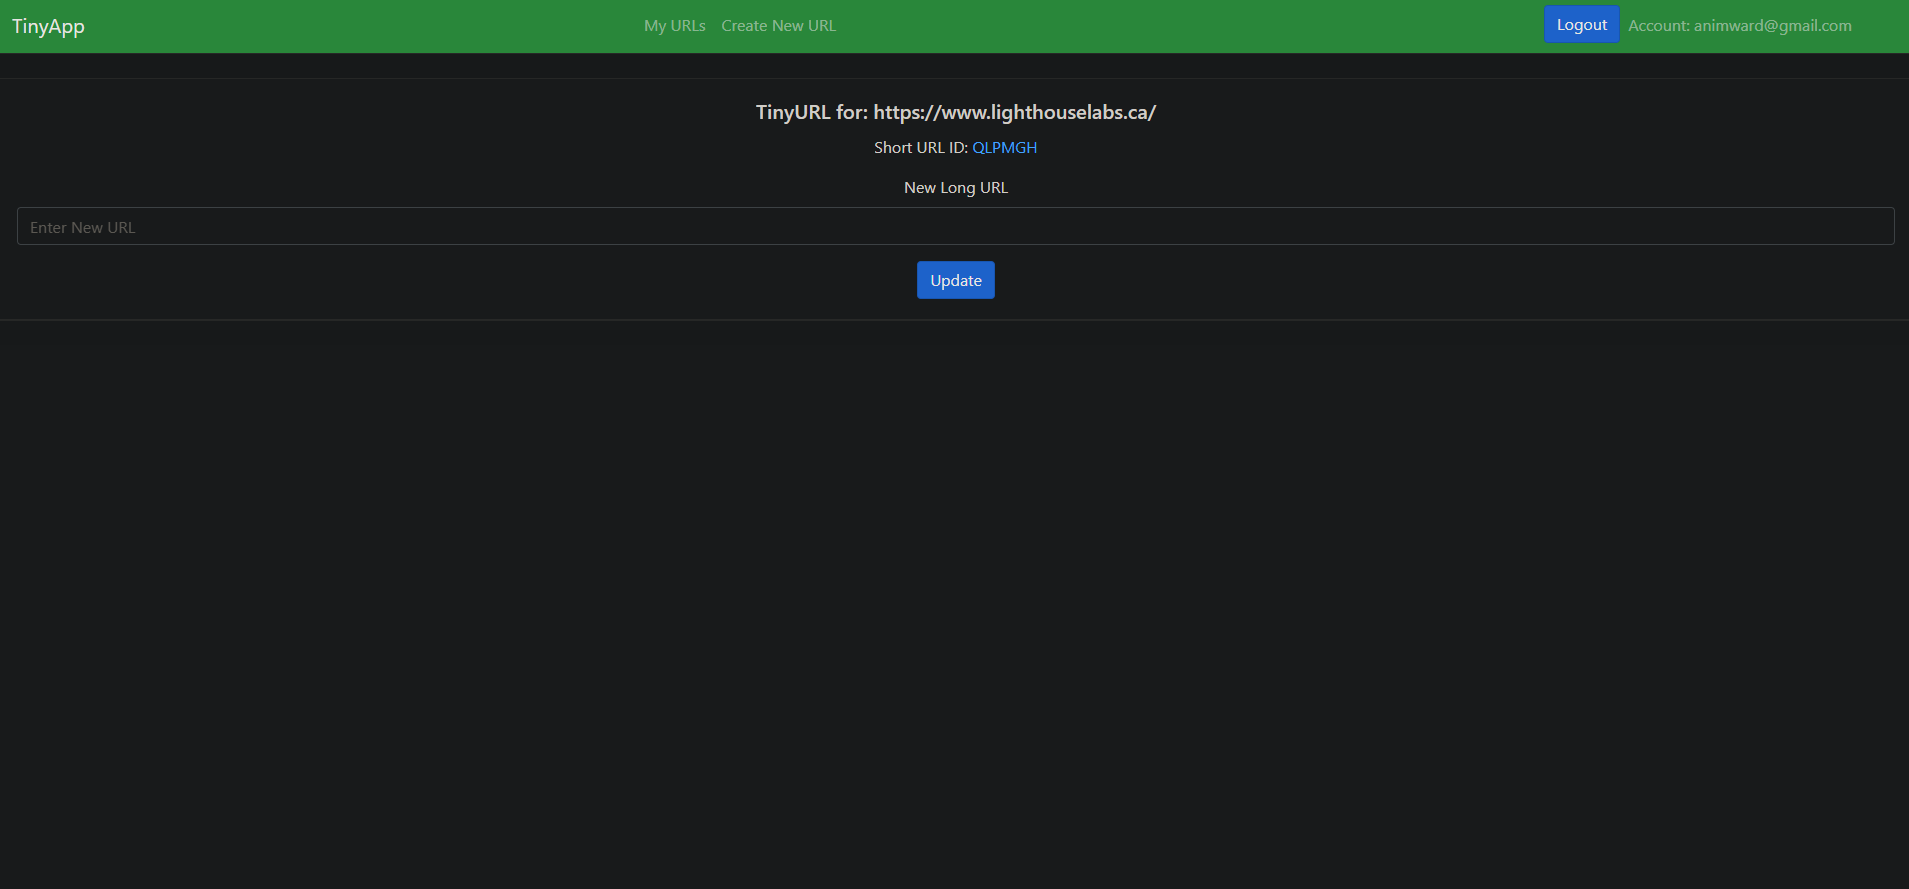 TinyApp My URLs Create New URL Logout Account: animward@gmail.com
TinyURL for: https://www.lighthouselabs.ca/
Short URL ID: QLPMGH
New Long URL
Enter New URL
Update